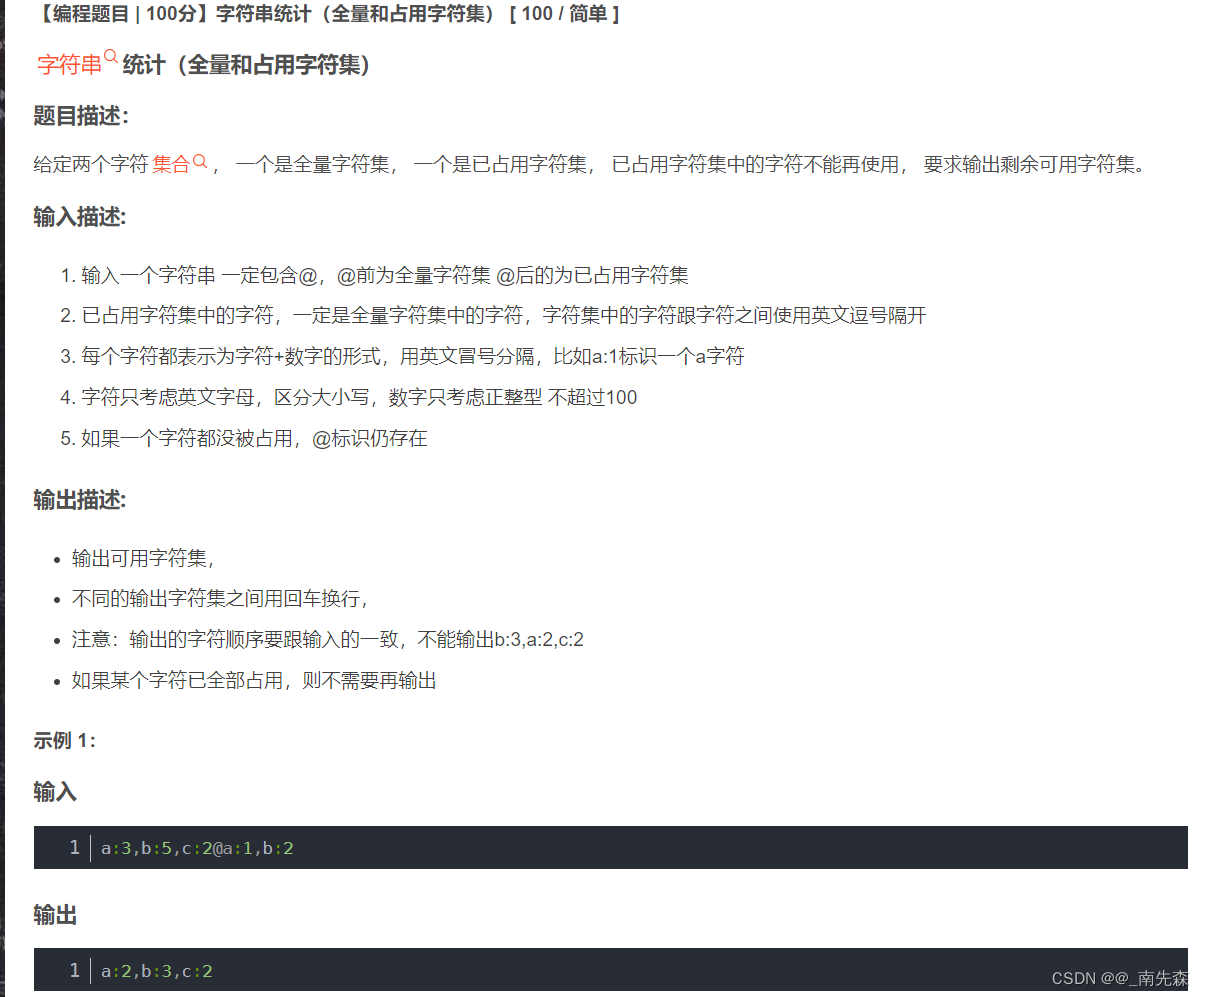 【编程题目 | 100分】字符串统计（全量和占用字符集） [ 100 / 简单 ]
字符串统计（全量和占用字符集）
题目描述：
给定两个字符集合， 一个是全量字符集， 一个是已占用字符集， 已占用字符集中的字符不能再使用， 要求输出剩余可用字符集。
输入描述:
1. 输入一个字符串 一定包含@，@前为全量字符集 @后的为已占用字符集
2. 已占用字符集中的字符，一定是全量字符集中的字符，字符集中的字符跟字符之间使用英文逗号隔开
3. 每个字符都表示为字符+数字的形式，用英文冒号分隔，比如a:1标识一个a字符
4. 字符只考虑英文字母，区分大小写，数字只考虑正整型 不超过100
5. 如果一个字符都没被占用，@标识仍存在
输出描述:
• 输出可用字符集，
• 不同的输出字符集之间用回车换行，
• 注意：输出的字符顺序要跟输入的一致，不能输出b:3,a:2,c:2
• 如果某个字符已全部占用，则不需要再输出
示例 1：
输入
1 a:3,b:5,c:2@a:1,b:2
输出
1 a:2,b:3,c:2
CSDN @@_南先森